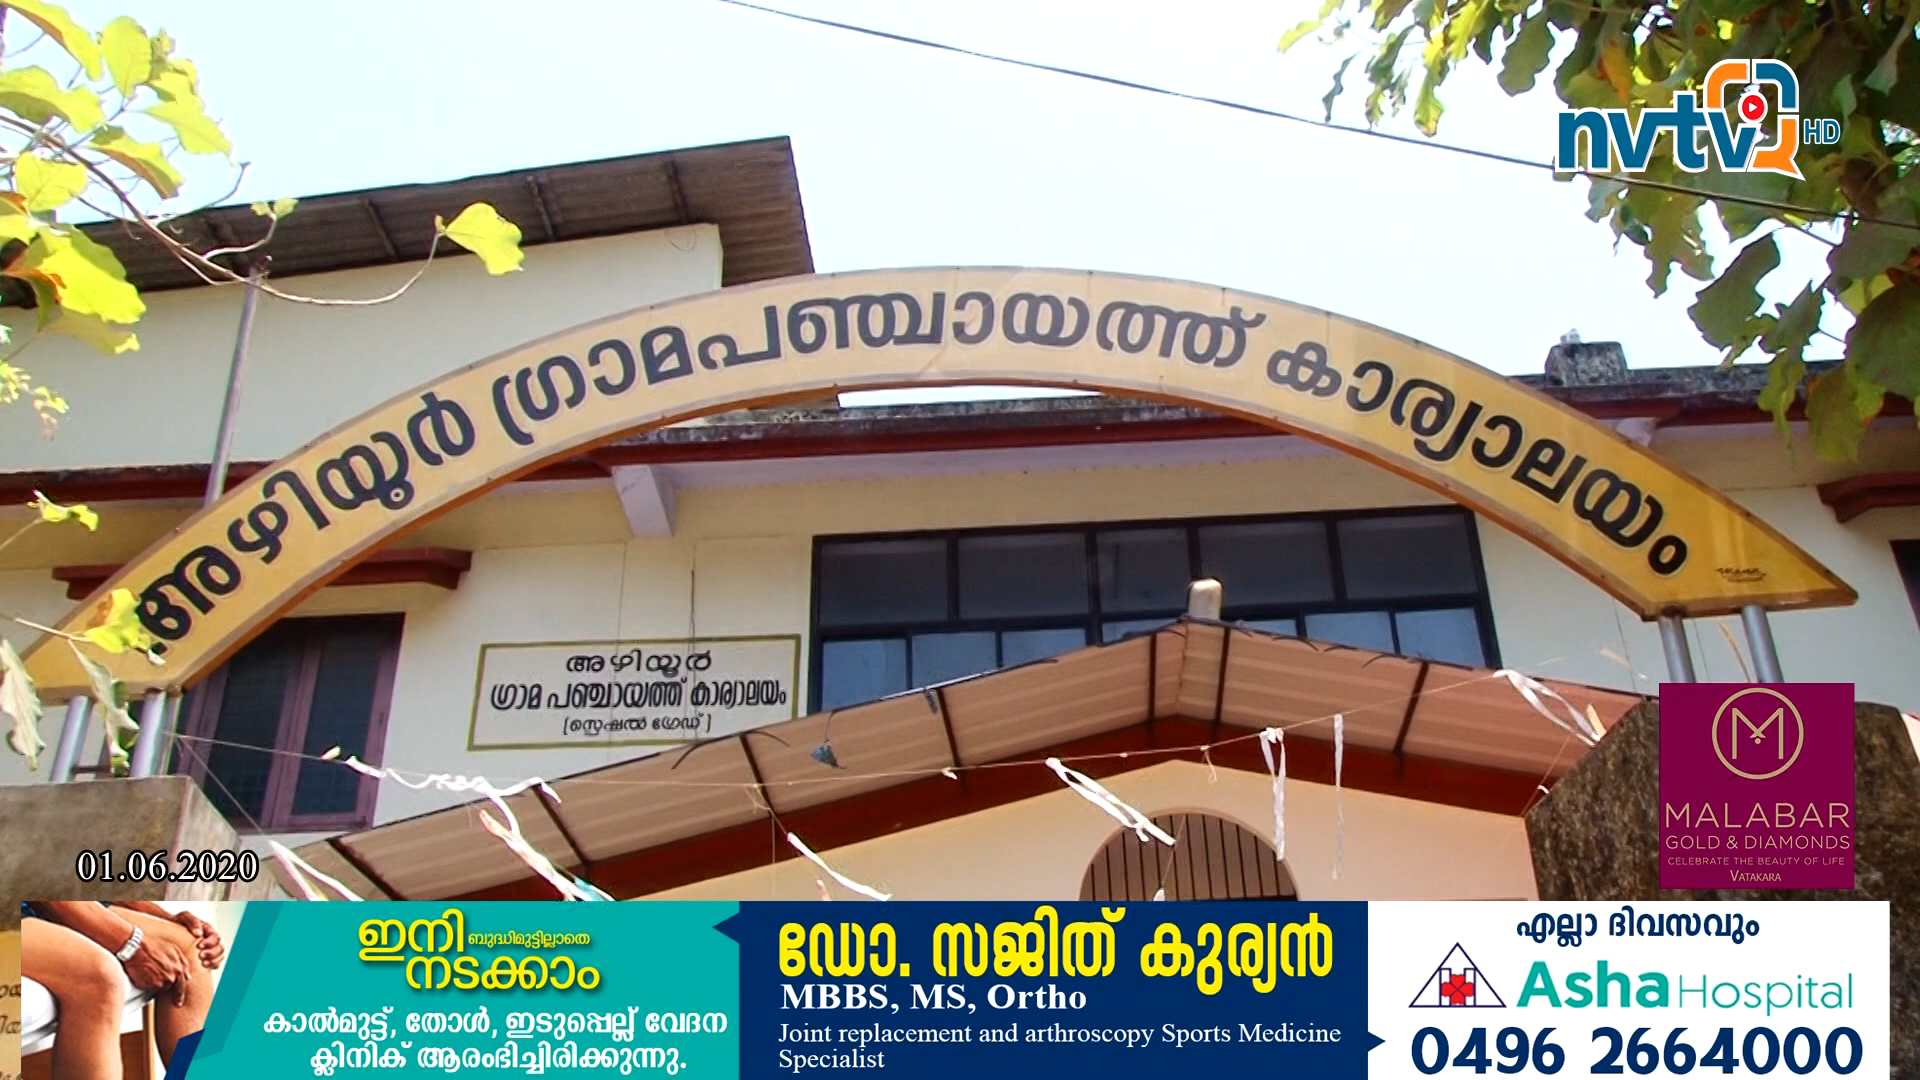 nvtv HD
അഴിയൂർ ഗ്രാമപഞ്ചായത്ത് കാര്യാലയം
അഴിയൂർ
ഗ്രാമ പഞ്ചായത്ത് കാര്യാലയം
(സ്പെഷൽ ഗ്രേഡ്)
MALABAR
GOLD & DIAMONDS
CELEBRATE THE BEAUTY OF LIFE
VATAKARA
01.06.2020
ഇനി ബുദ്ധിമുട്ടില്ലാതെ
നടക്കാം
കാൽമുട്ട്, തോൾ, ഇടുപ്പെല്ല് വേദന
ക്ലിനിക് ആരംഭിച്ചിരിക്കുന്നു.
ഡോ. സജിത് കുര്യൻ
MBBS, MS, Ortho
Joint replacement and arthroscopy Sports Medicine
Specialist
എല്ലാ ദിവസവും
Asha Hospital
0496 2664000